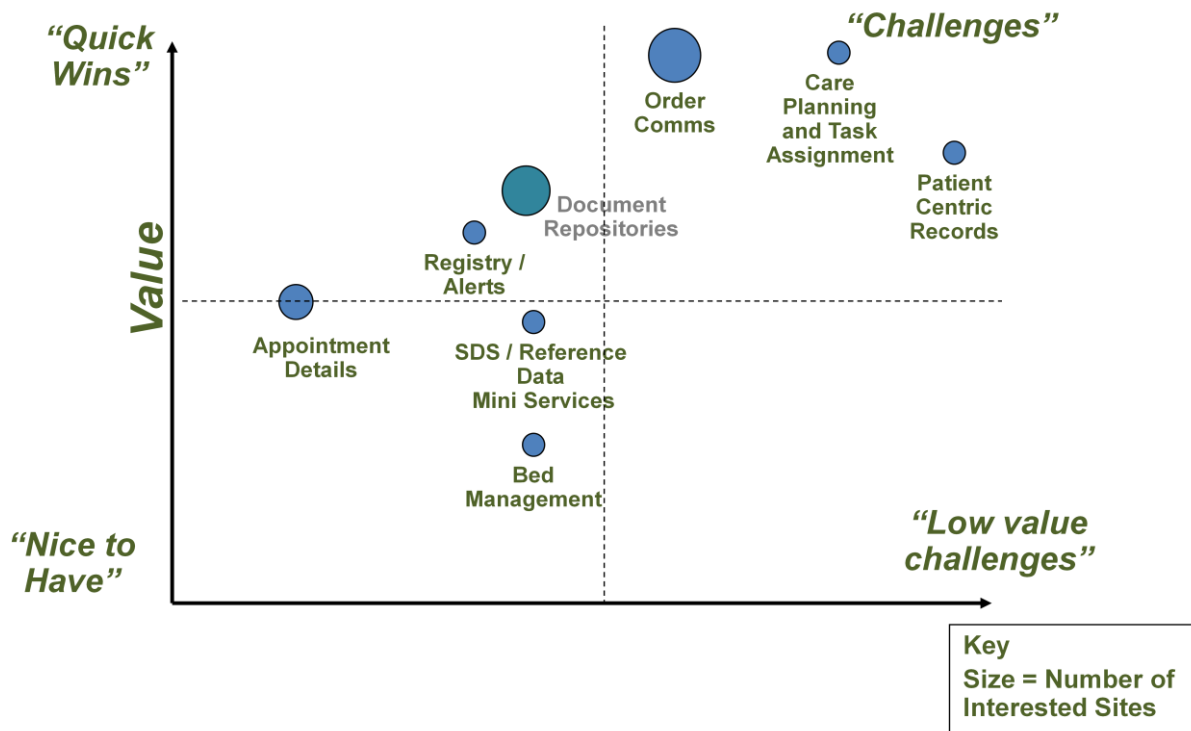 “Quick
Wins”
“Challenges”
Order
Comms
Care
Planning
and Task
Assignment
Patient
Centric
Records
Document
Repositories
Registry /
Alerts
Value
Appointment
Details
SDS / Reference
Data
Mini Services
Bed
Management
“Nice to
Have”
“Low value
challenges”
Key
Size = Number of
Interested Sites